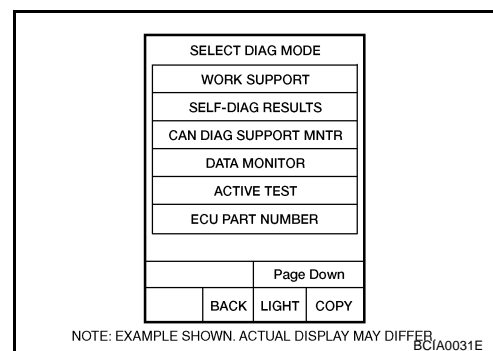 SELECT DIAG MODE
WORK SUPPORT
SELF-DIAG RESULTS
CAN DIAG SUPPORT MNTR
DATA MONITOR
ACTIVE TEST
ECU PART NUMBER
Page Down
BACK LIGHT COPY
NOTE: EXAMPLE SHOWN. ACTUAL DISPLAY MAY DIFFER.
BCIA0031E